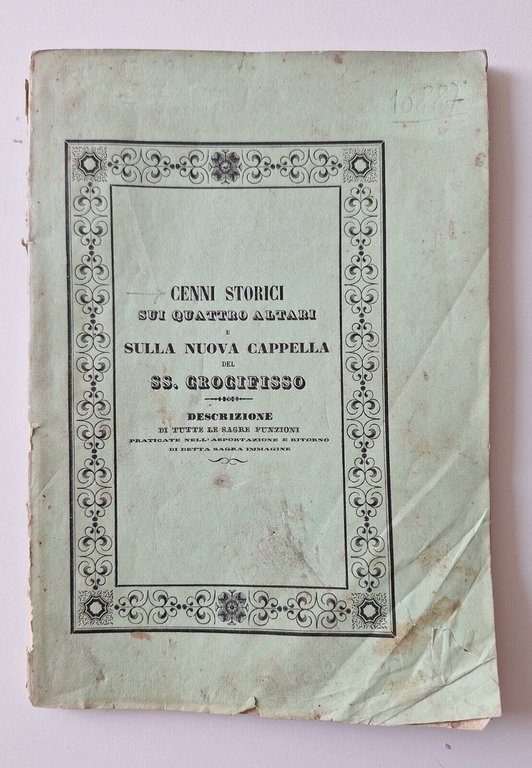 16887
CENNI STORICI
SUI QUATTRO ALTARI
E
SULLA NUOVA CAPPELLA
DEL
SS. CROCIFISSO
DESCRIZIONE
DI TUTTE LE SAGRE FUNZIONI
PRATICATE NELL'ASPORTAZIONE E RITORNO
DI DETTA SAGRA IMMAGINE